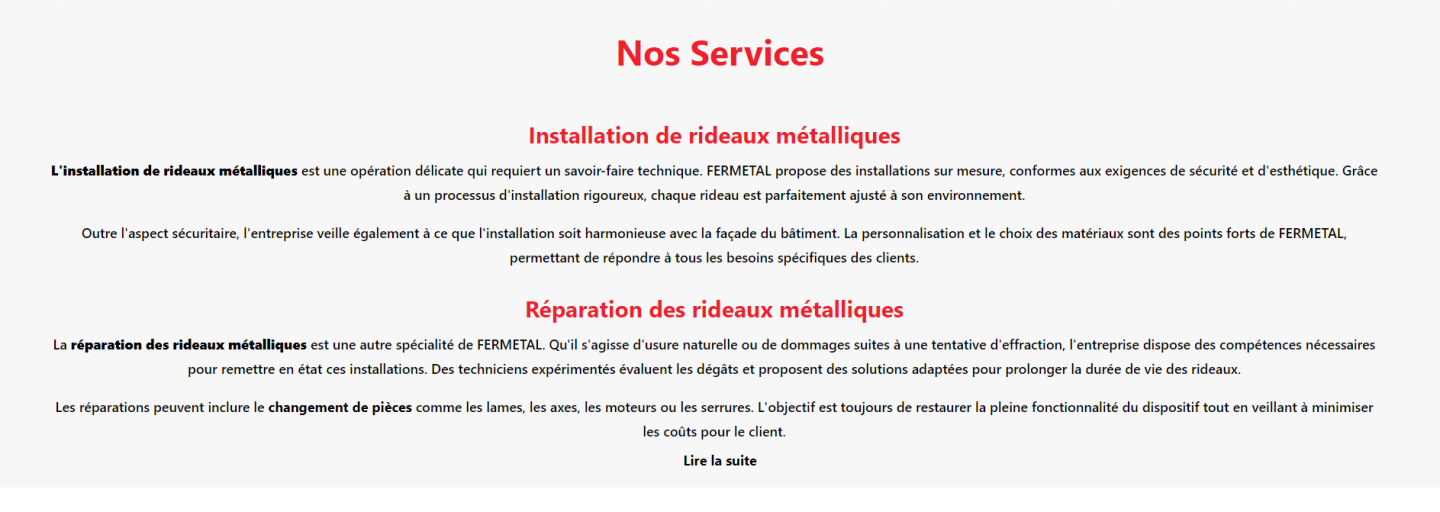 Nos Services
Installation de rideaux métalliques
L'installation de rideaux métalliques est une opération délicate qui requiert un savoir-faire technique. FERMETAL propose des installations sur mesure, conformes aux exigences de sécurité et d'esthétique. Grâce
à un processus d'installation rigoureux, chaque rideau est parfaitement ajusté à son environnement.
Outre l'aspect sécuritaire, l'entreprise veille également à ce que l'installation soit harmonieuse avec la façade du bâtiment. La personnalisation et le choix des matériaux sont des points forts de FERMETAL,
permettant de répondre à tous les besoins spécifiques des clients.
Réparation des rideaux métalliques
La réparation des rideaux métalliques est une autre spécialité de FERMETAL. Qu'il s'agisse d'usure naturelle ou de dommages suites à une tentative d'effraction, l'entreprise dispose des compétences nécessaires
pour remettre en état ces installations. Des techniciens expérimentés évaluent les dégâts et proposent des solutions adaptées pour prolonger la durée de vie des rideaux.
Les réparations peuvent inclure le changement de pièces comme les lames, les axes, les moteurs ou les serrures. L'objectif est toujours de restaurer la pleine fonctionnalité du dispositif tout en veillant à minimiser
les coûts pour le client.
Lire la suite